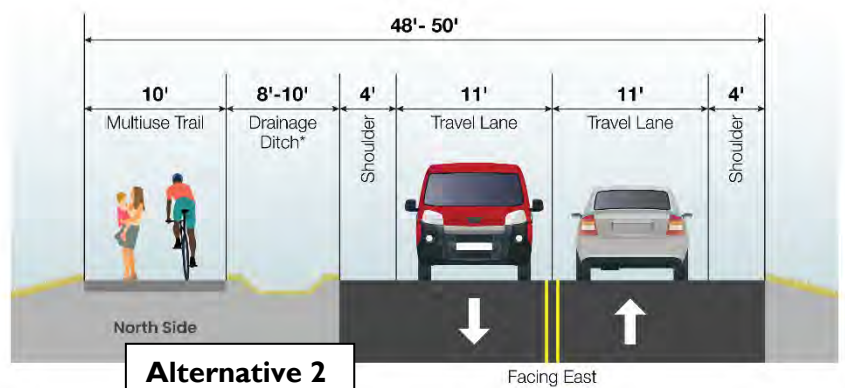 48'- 50'
10'
Multiuse Trail
8'-10'
Drainage
Ditch*
4'
Shoulder
11'
Travel Lane
11'
Travel Lane
4'
Shoulder
North Side
Alternative 2
Facing East